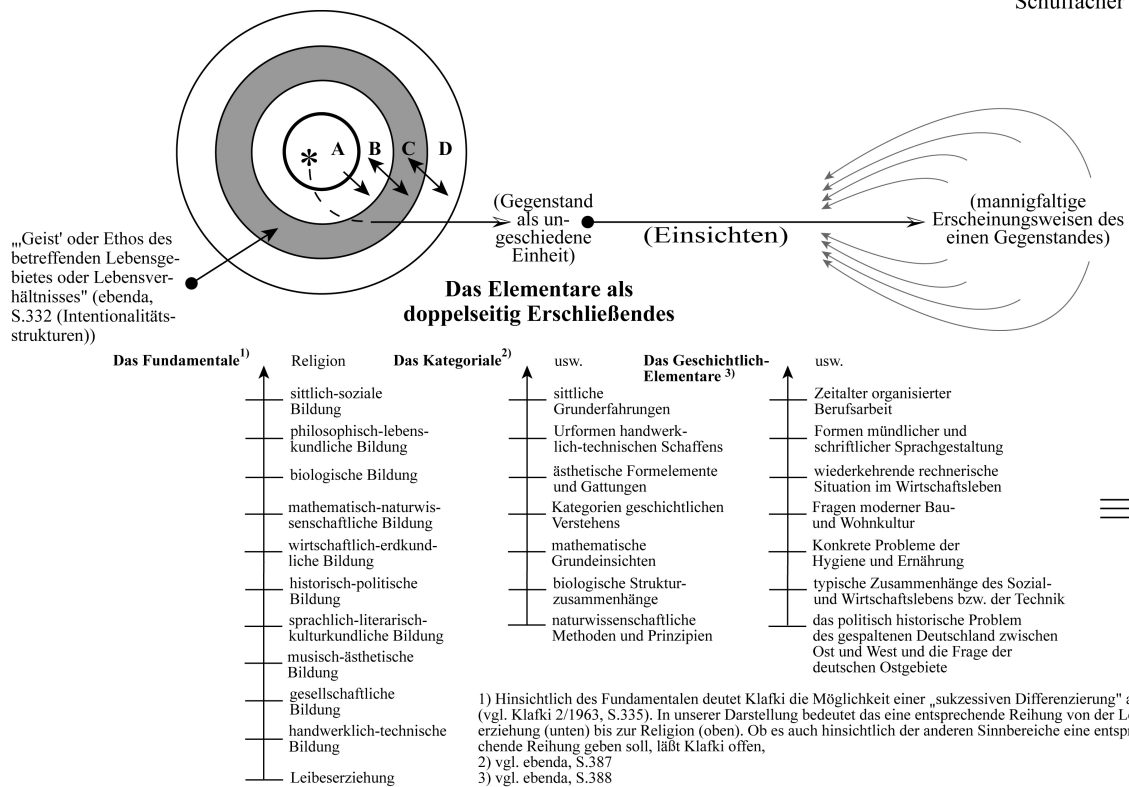 Schulfächer
* A B C D
(Gegenstand
als un-
geschiedene
Einheit)
(Einsichten)
(mannigfaltige
Erscheinungsweisen des
einen Gegenstandes)
„‚Geist' oder Ethos des
betreffenden Lebensge-
bietes oder Lebensver-
hältnisses" (ebenda,
S.332 (Intentionalitäts-
strukturen))
Das Elementare als
doppelseitig Erschließendes
Das Fundamentale1)
Religion
sittlich-soziale
Bildung
philosophisch-lebens-
kundliche Bildung
biologische Bildung
mathematisch-naturwis-
senschaftliche Bildung
wirtschaftlich-erdkund-
liche Bildung
historisch-politische
Bildung
sprachlich-literarisch-
kulturkundliche Bildung
musisch-ästhetische
Bildung
gesellschaftliche
Bildung
handwerklich-technische
Bildung
Leibeserziehung
Das Kategoriale2)
usw.
sittliche
Grunderfahrungen
Urformen handwerk-
lich-technischen Schaffens
ästhetische Formelemente
und Gattungen
Kategorien geschichtlichen
Verstehens
mathematische
Grundeinsichten
biologische Struktur-
zusammenhänge
naturwissenschaftliche
Methoden und Prinzipien
Das Geschichtlich-
Elementare 3)
usw.
Zeitalter organisierter
Berufsarbeit
Formen mündlicher und
schriftlicher Sprachgestaltung
wiederkehrende rechnerische
Situation im Wirtschaftsleben
Fragen moderner Bau-
und Wohnkultur
Konkrete Probleme der
Hygiene und Ernährung
typische Zusammenhänge des Sozial-
und Wirtschaftslebens bzw. der Technik
das politisch historische Problem
des gespaltenen Deutschland zwischen
Ost und West und die Frage der
deutschen Ostgebiete
1) Hinsichtlich des Fundamentalen deutet Klafki die Möglichkeit einer „sukzessiven Differenzierung" a
(vgl. Klafki 2/1963, S.335). In unserer Darstellung bedeutet das eine entsprechende Reihung von der Le
erziehung (unten) bis zur Religion (oben). Ob es auch hinsichtlich der anderen Sinnbereiche eine entspr
chende Reihung geben soll, läßt Klafki offen,
2) vgl. ebenda, S.387
3) vgl. ebenda, S.388